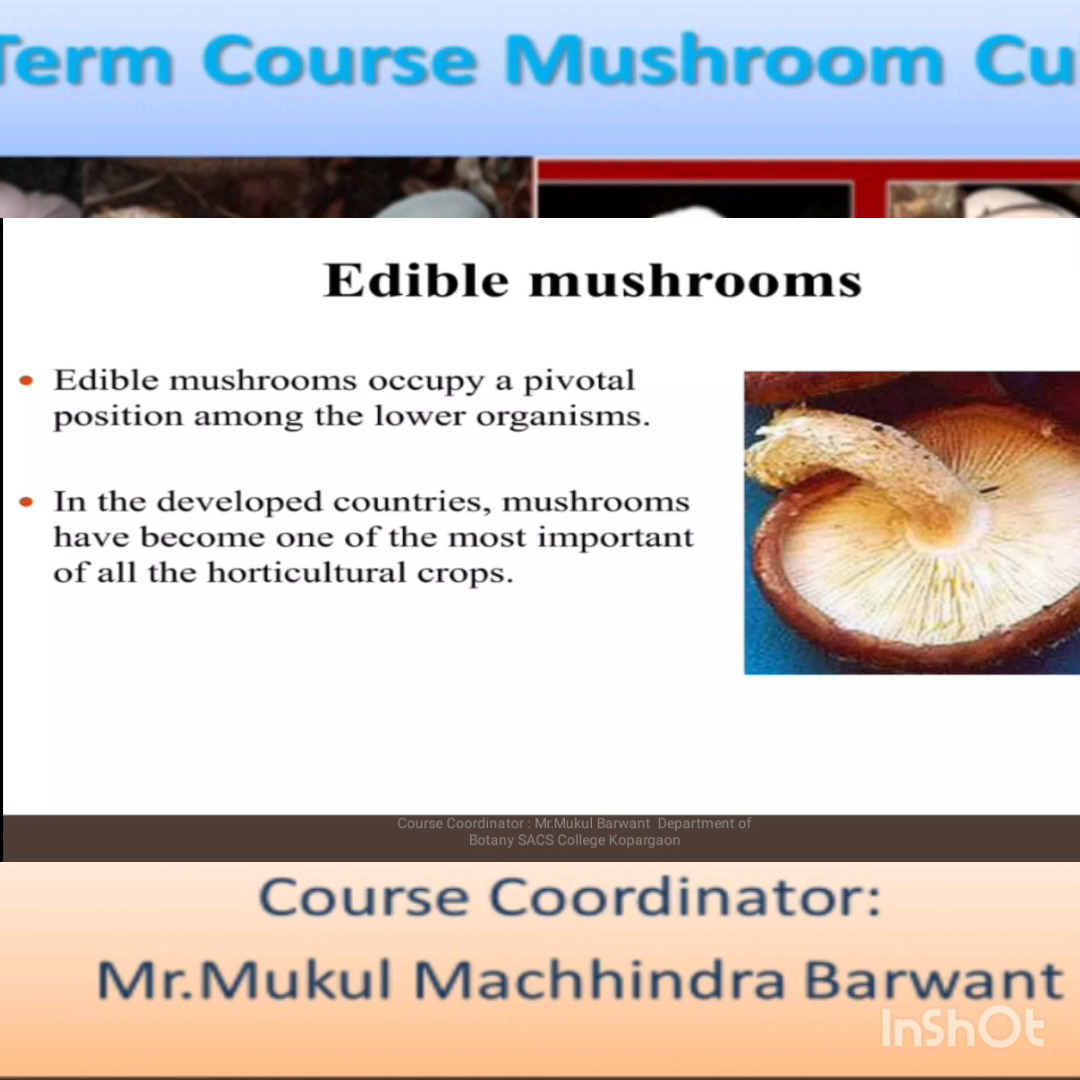 Term Course Mushroom Cu
Edible mushrooms
• Edible mushrooms occupy a pivotal
position among the lower organisms.
• In the developed countries, mushrooms
have become one of the most important
of all the horticultural crops.
Course Coordinator : Mr.Mukul Barwant Department of
Botany SACS College Kopargaon
Course Coordinator:
Mr.Mukul Machhindra Barwant
InShOt